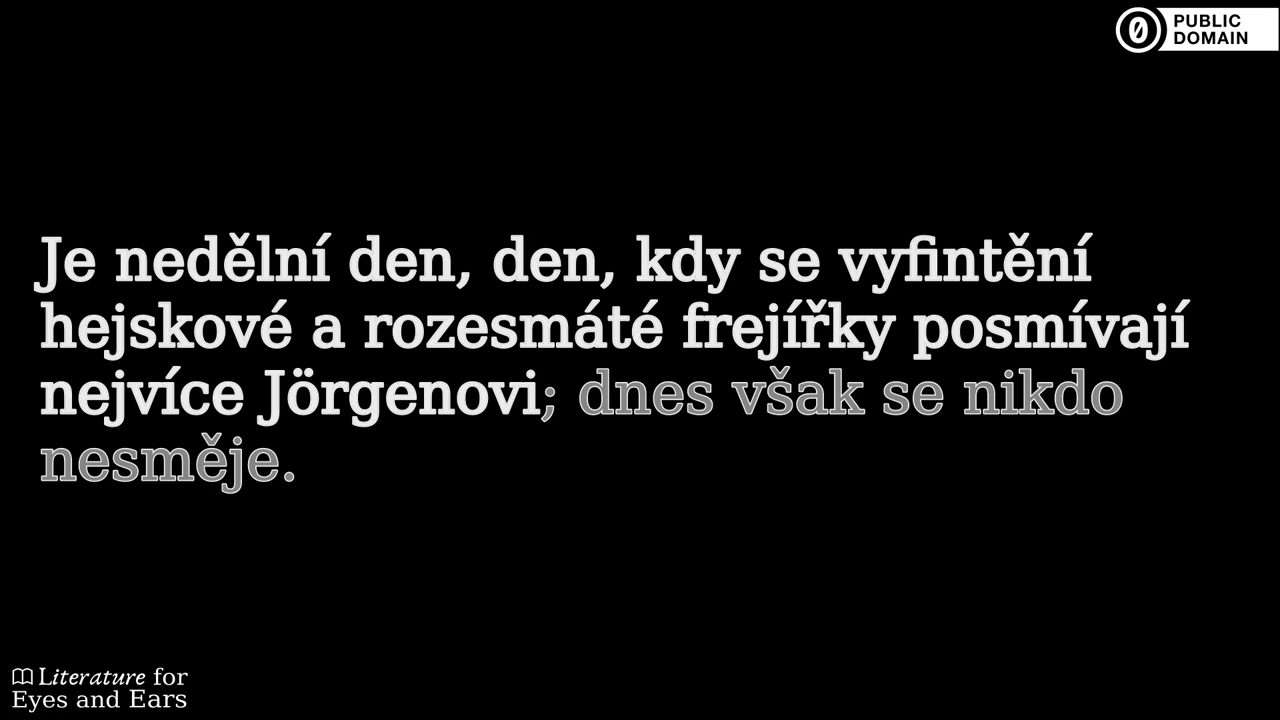 PUBLIC
DOMAIN
Je nedělní den, den, kdy se vyfintění
hejskové a rozesmáté frejířky posmívají
nejvíce Jörgenovi; dnes však se nikdo
nesměje.
Literature for
Eyes and Ears